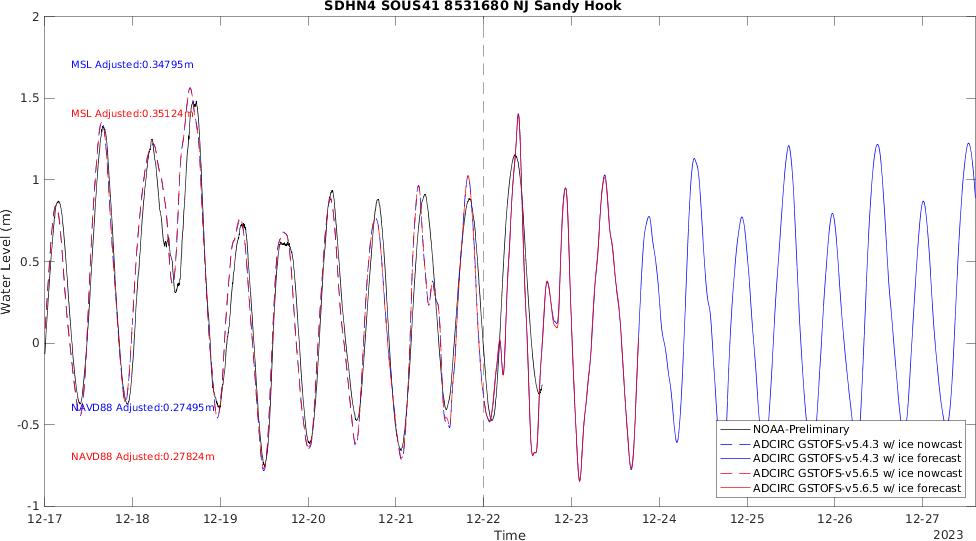 SDHN4 SOUS41 8531680 NJ Sandy Hook
2
1.5
1
0.5
0
-0.5
-1
Water Level (m)
MSL Adjusted:0.34795m
MSL Adjusted:0.35124m
NAVD88 Adjusted:0.27495m
NAVD88 Adjusted:0.27824m
NOAA-Preliminary
ADCIRC GSTOFS-v5.4.3 w/ ice nowcast
ADCIRC GSTOFS-v5.4.3 w/ ice forecast
ADCIRC GSTOFS-v5.6.5 w/ ice nowcast
ADCIRC GSTOFS-v5.6.5 w/ ice forecast
12-17 12-18 12-19 12-20 12-21 12-22 12-23 12-24 12-25 12-26 12-27
Time
2023